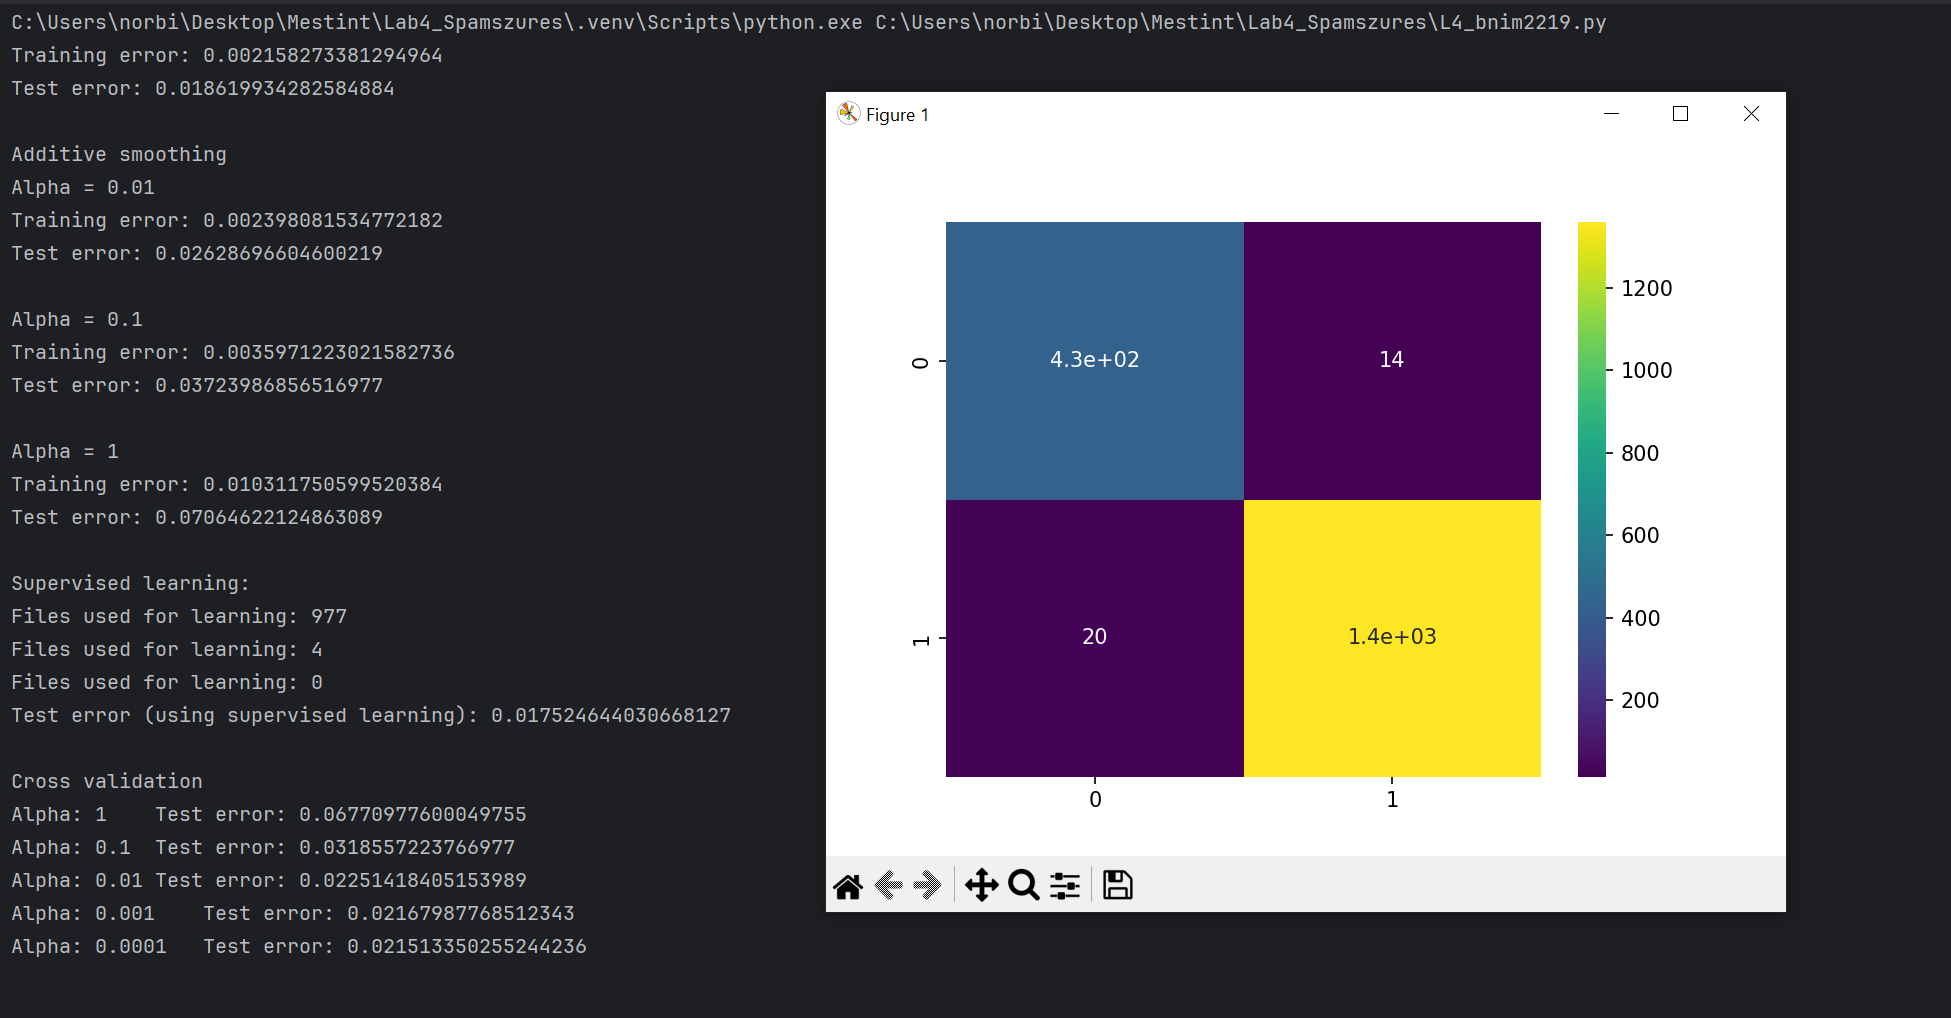 C:\Users\norbi\Desktop\Mestint\Lab4_Spamszures\.venv\Scripts\python.exe C:\Users\norbi\Desktop\Mestint\Lab4_Spamszures\L4_bnim2219.py
Training error: 0.002158273381294964
Test error: 0.018619934282584884
Additive smoothing
Alpha = 0.01
Training error: 0.002398081534772182
Test error: 0.02628696604600219
Alpha = 0.1
Training error: 0.0035971223021582736
Test error: 0.03723986856516977
Alpha = 1
Training error: 0.010311750599520384
Test error: 0.07064622124863089
Supervised learning:
Files used for learning: 977
Files used for learning: 4
Files used for learning: 0
Test error (using supervised learning): 0.017524644030668127
Cross validation
Alpha: 1    Test error: 0.06770977600049755
Alpha: 0.1  Test error: 0.0318557223766977
Alpha: 0.01 Test error: 0.02251418405153989
Alpha: 0.001    Test error: 0.02167987768512343
Alpha: 0.0001   Test error: 0.021513350255244236
Figure 1
0
4.3e+02
14
1
20
1.4e+03
0
1
1200
1000
800
600
400
200